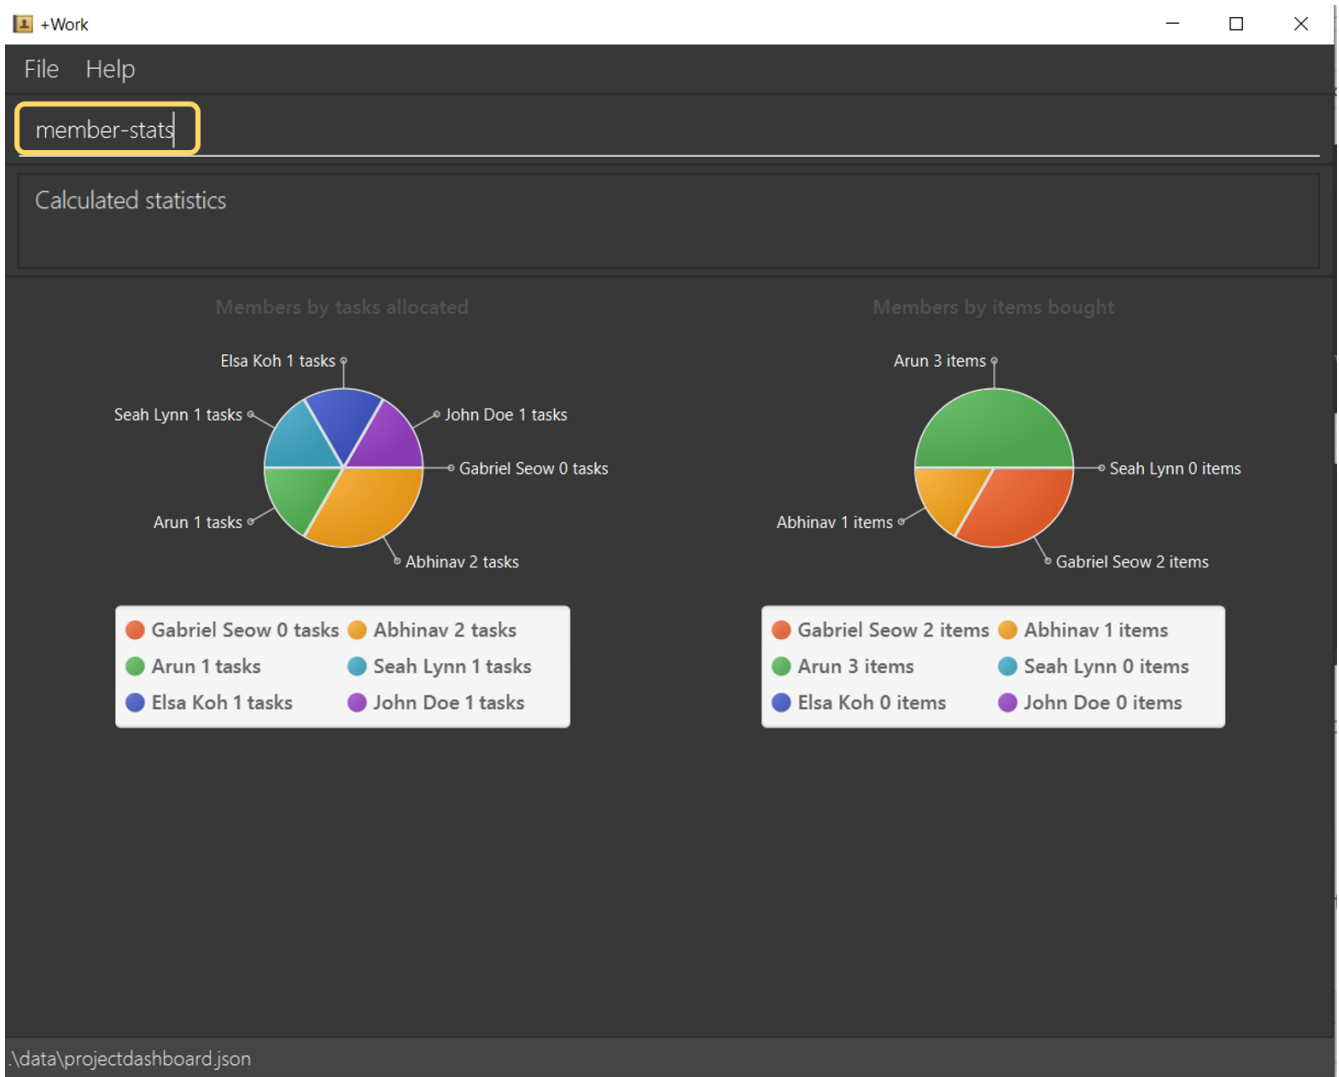 +Work
File Help
member-stats
Calculated statistics
Members by tasks allocated
Elsa Koh 1 tasks
Seah Lynn 1 tasks
John Doe 1 tasks
Gabriel Seow 0 tasks
Arun 1 tasks
Abhinav 2 tasks
Gabriel Seow 0 tasks Abhinav 2 tasks
Arun 1 tasks Seah Lynn 1 tasks
Elsa Koh 1 tasks John Doe 1 tasks
Members by items bought
Arun 3 items
Seah Lynn 0 items
Abhinav 1 items
Gabriel Seow 2 items
Gabriel Seow 2 items Abhinav 1 items
Arun 3 items Seah Lynn 0 items
Elsa Koh 0 items John Doe 0 items
.\data\projectdashboard.json